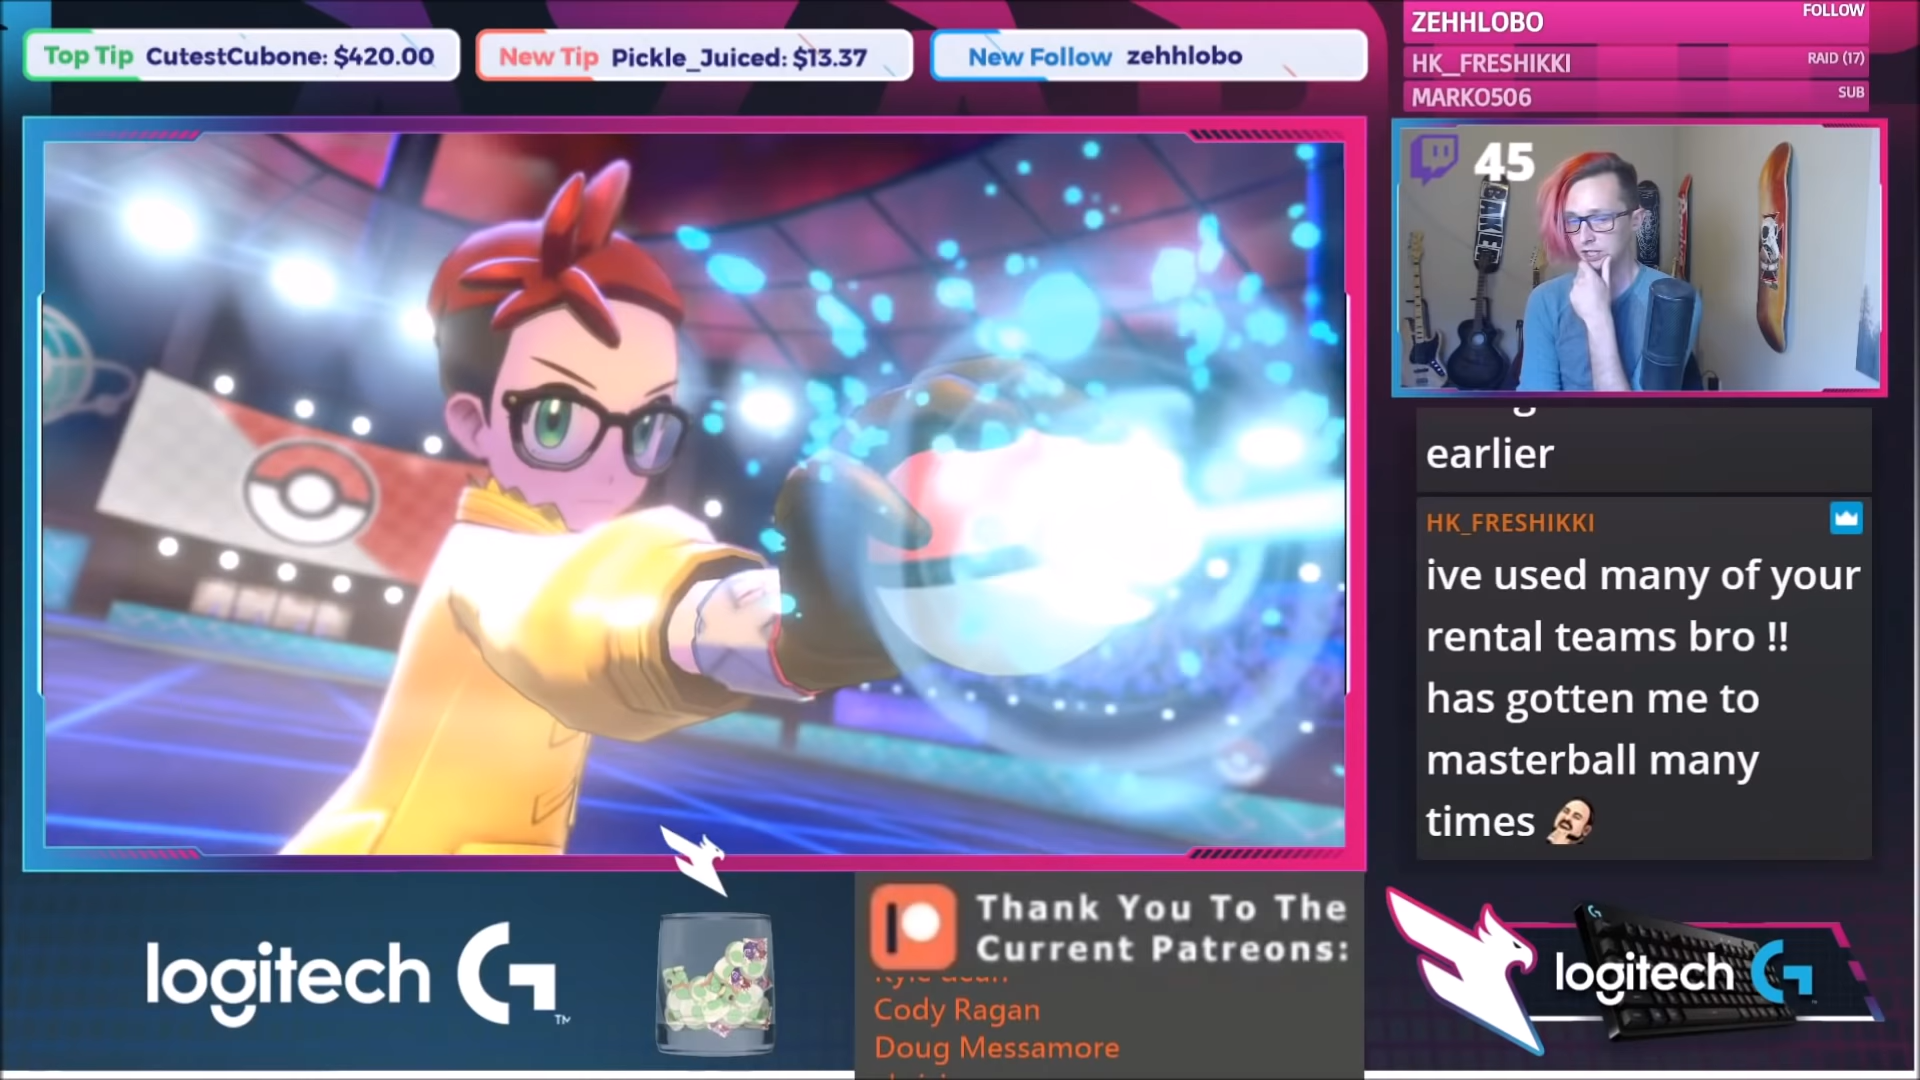 Top Tip CutestCubone: $420.00
New Tip Pickle_Juiced: $13.37
New Follow zehhlobo
ZEHHLOBO FOLLOW
HK_FRESHIKKI RAID (17)
MARKO506 SUB
45
BAKER
earlier
HK_FRESHIKKI
ive used many of your
rental teams bro !!
has gotten me to
masterball many
times
logitech G TM
Thank You To The
Current Patreons:
Cody Ragan
Doug Messamore
logitech G